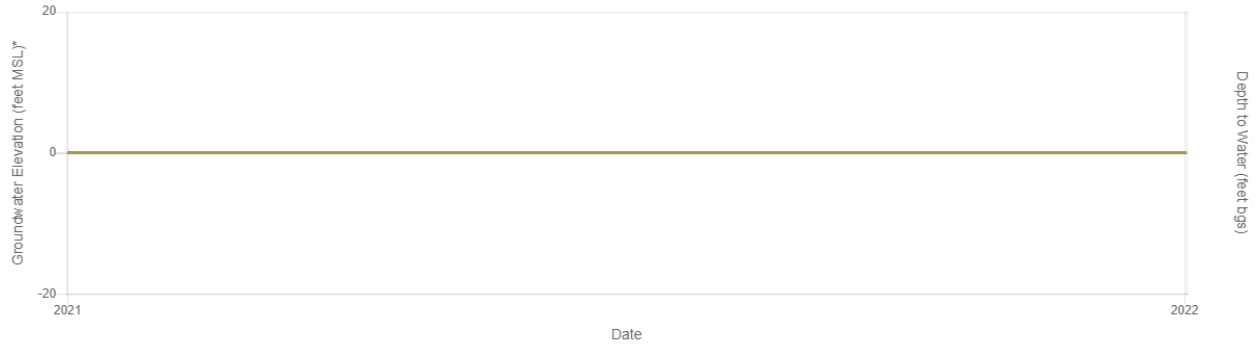 20
Groundwater Elevation (feet MSL)*
0
-20
Depth to Water (feet bgs)
2021
2022
Date